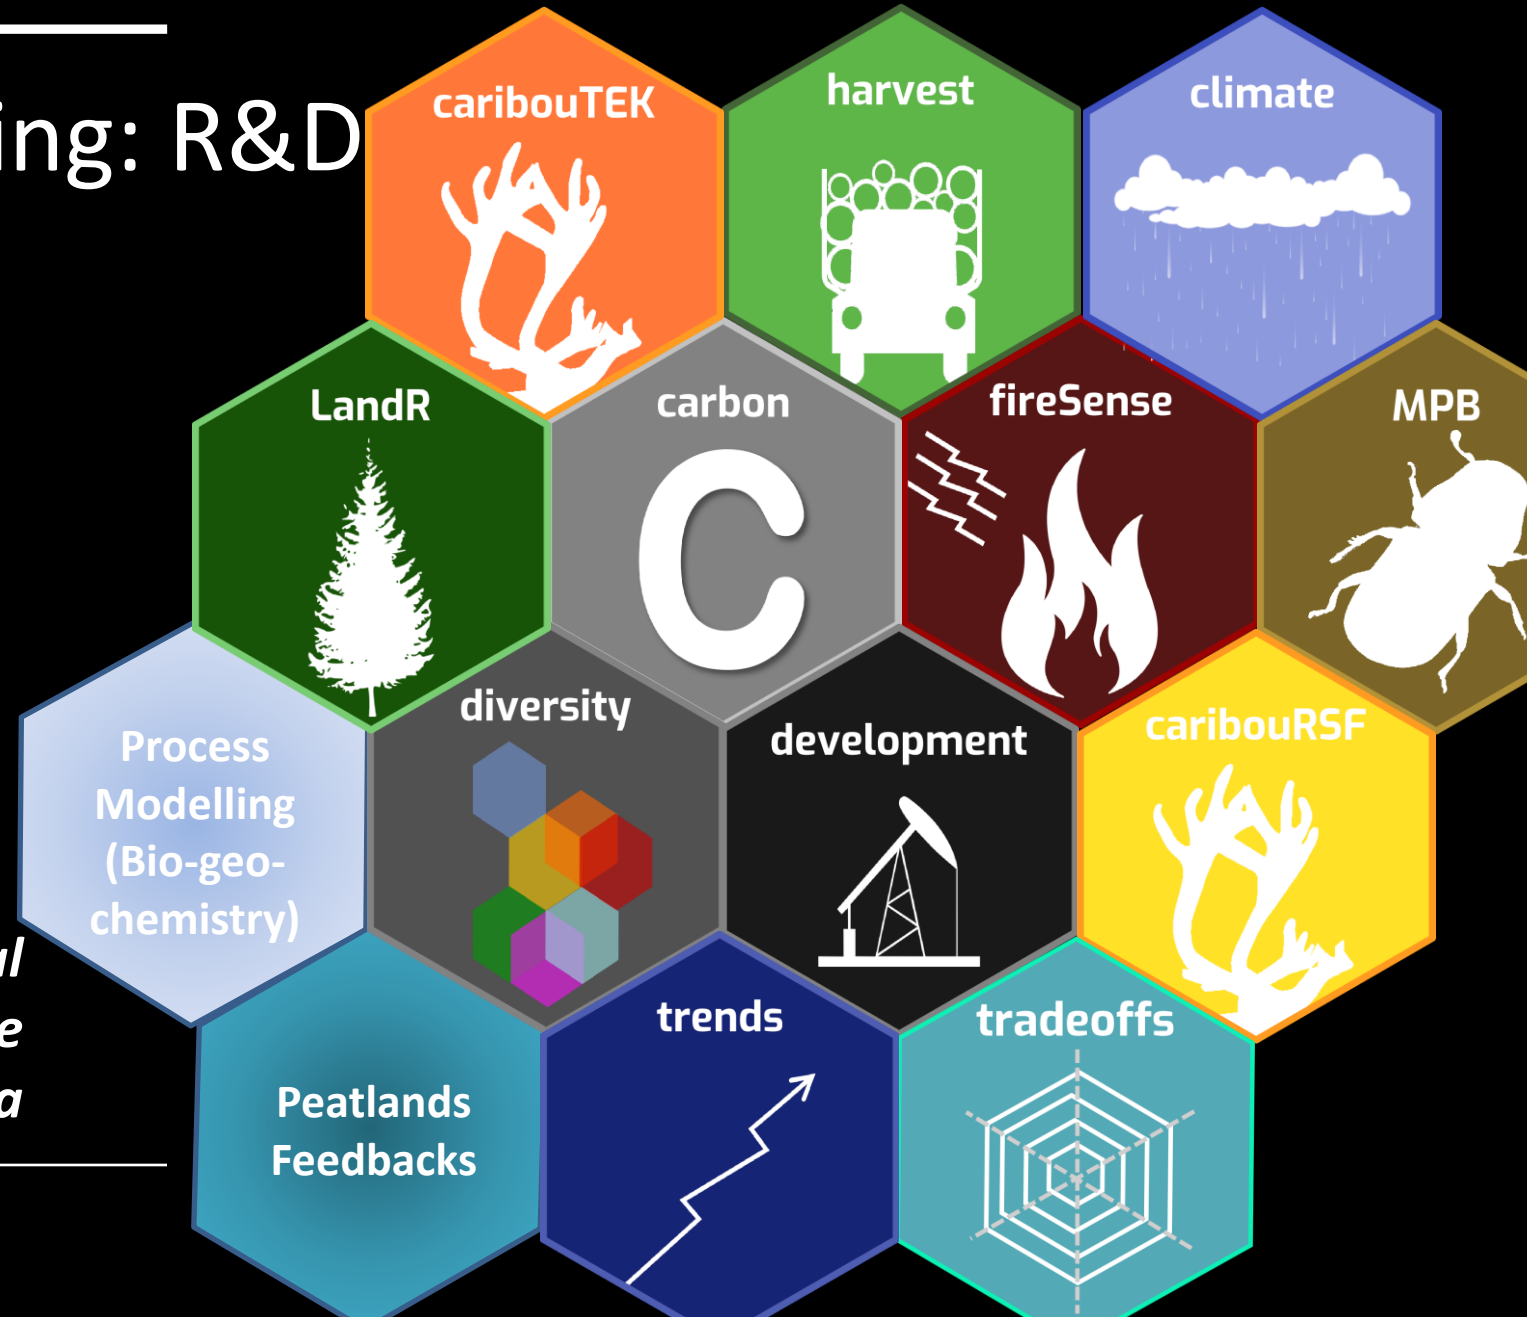 ing: R&D
caribouTEK
harvest
climate
LandR
carbon
fireSense
MPB
C
Process
Modelling
(Bio-geo-
chemistry)
diversity
development
caribouRSF
al
e
a
Peatlands
Feedbacks
trends
tradeoffs